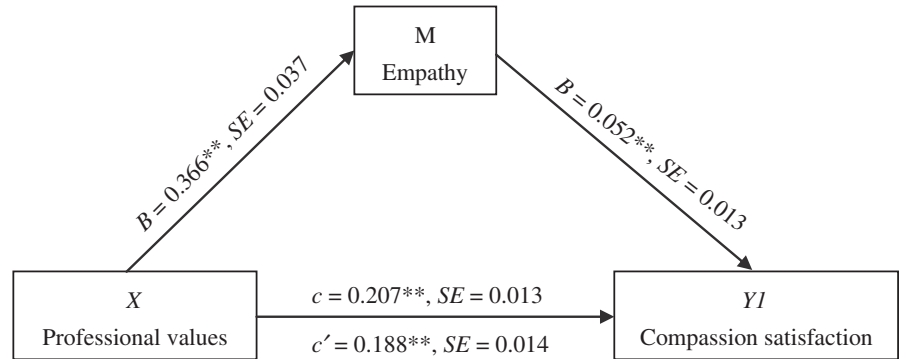 M
Empathy
B = 0.366**, SE = 0.037
B = 0.052**, SE = 0.013
X
Professional values
c = 0.207**, SE = 0.013
c′ = 0.188**, SE = 0.014
Y1
Compassion satisfaction